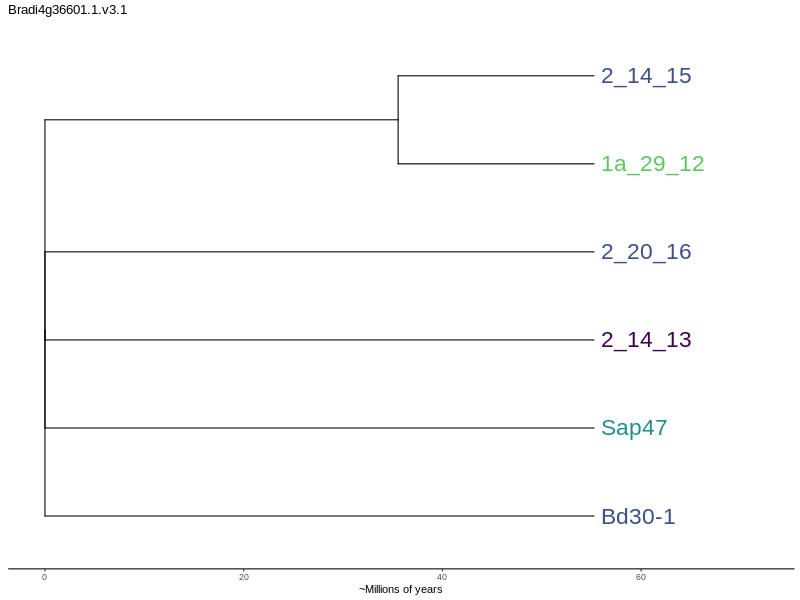 Bradi4g36601.1.v3.1
2_14_15
1a_29_12
2_20_16
2_14_13
Sap47
Bd30-1
0 20 40 60
~Millions of years